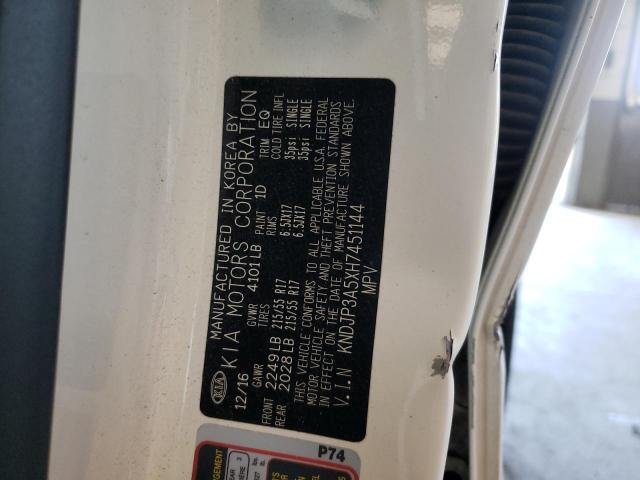 KIA
MANUFACTURED IN KOREA BY
KIA MOTORS CORPORATION
12/16 GVWR 4101LB PAINT 1D TRIM EQ
GAWR TIRES RIMS COLD TIRE INFL
FRONT 2249LB 215/55 R17 6.5JX17 35psi SINGLE
REAR 2028LB 215/55 R17 6.5JX17 35psi SINGLE
THIS VEHICLE CONFORMS TO ALL APPLICABLE U.S.A. FEDERAL
MOTOR VEHICLE SAFETY AND THEFT PREVENTION STANDARDS
IN EFFECT ON THE DATE OF MANUFACTURE SHOWN ABOVE.
V.I.N KNDJP3A5XH7451144
MPV
P74